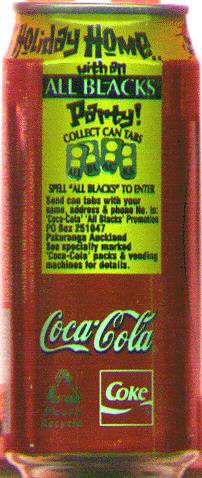 Holiday Home..
with an
ALL BLACKS
Party!
COLLECT CAN TABS
SPELL "ALL BLACKS" TO ENTER
Send can tabs with your
name, address & phone No. to:
'Coca-Cola' 'All Blacks' Promotion
PO Box 251047
Pakuranga Auckland
See specially marked
'Coca-Cola' packs & vending
machines for details.
Coca-Cola
Coke
Please
Recycle